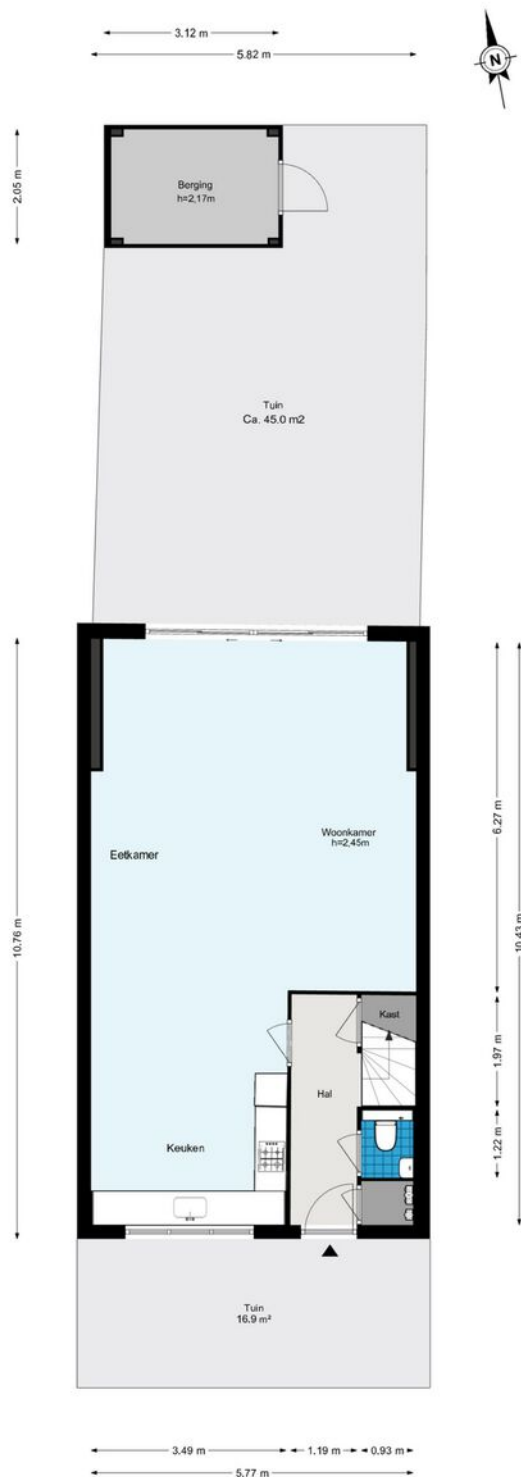 3.12 m
5.82 m
N
2.05 m
Berging
h=2,17m
Tuin
Ca. 45.0 m2
10.76 m
6.27 m
10.43 m
1.97 m
1.22 m
Woonkamer
h=2,45m
Eetkamer
Kast
Hal
Keuken
Tuin
16.9 m²
3.49 m
1.19 m
0.93 m
5.77 m